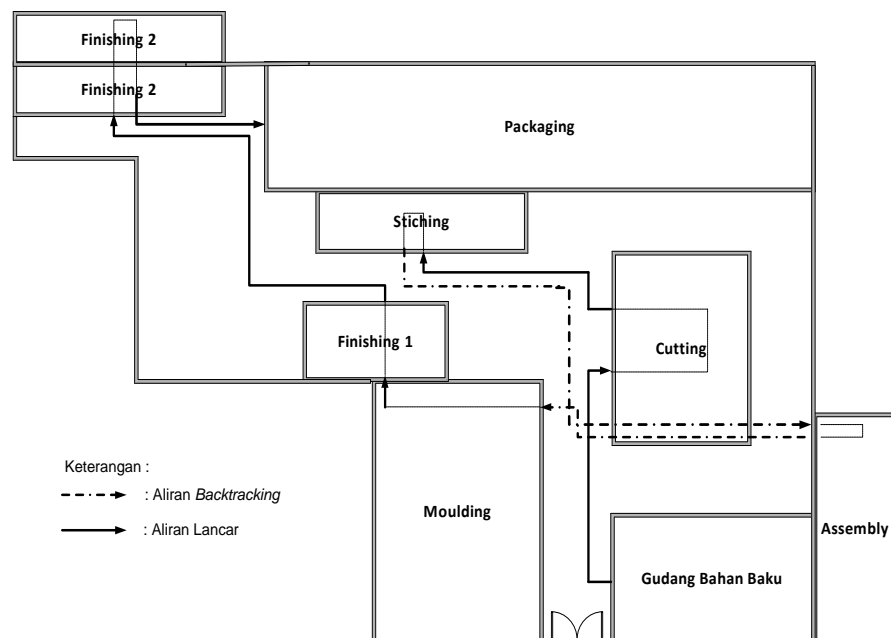 Finishing 2
Finishing 2
Packaging
Stiching
Finishing 1
Cutting
Keterangan :
: Aliran Backtracking
: Aliran Lancar
Moulding
Assembly
Gudang Bahan Baku